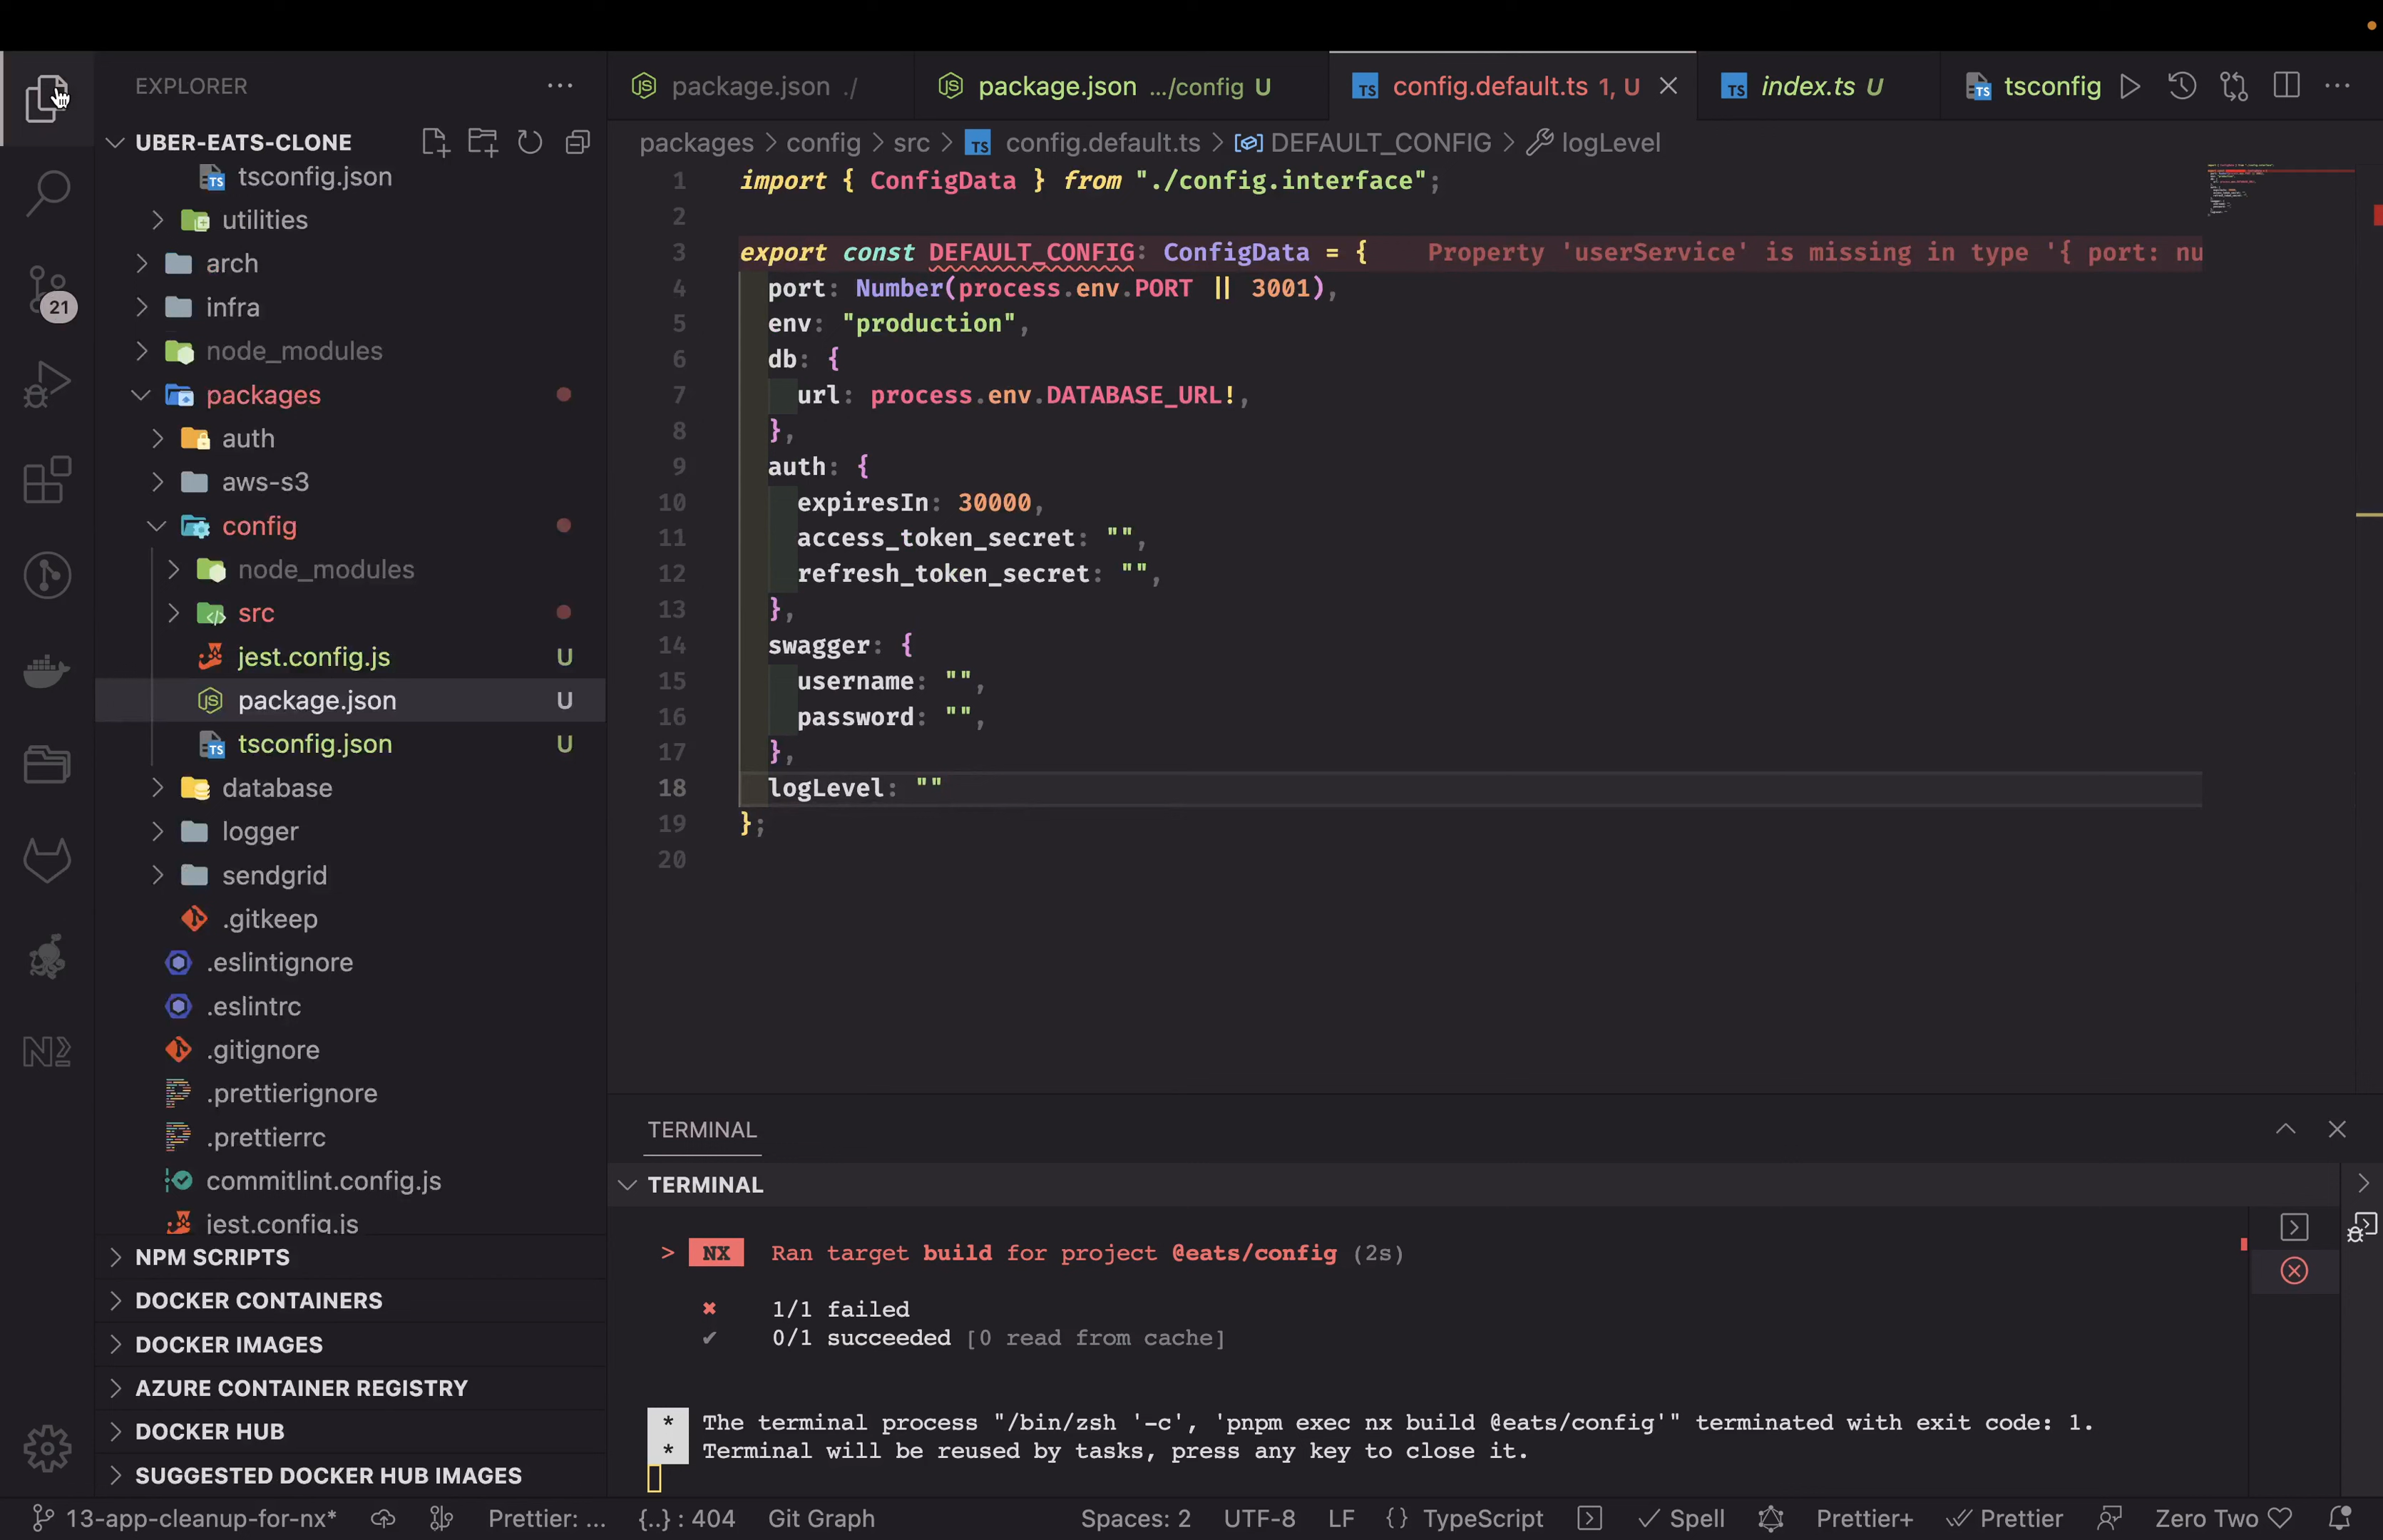 EXPLORER
UBER-EATS-CLONE
tsconfig.json
utilities
arch
infra
node_modules
packages
auth
aws-s3
config
node_modules
src
jest.config.js U
package.json U
tsconfig.json U
database
logger
sendgrid
.gitkeep
.eslintignore
.eslintrc
.gitignore
.prettierignore
.prettierrc
commitlint.config.js
jest.config.js
NPM SCRIPTS
DOCKER CONTAINERS
DOCKER IMAGES
AZURE CONTAINER REGISTRY
DOCKER HUB
SUGGESTED DOCKER HUB IMAGES
21
package.json ./
package.json .../config U
TS config.default.ts 1, U
TS index.ts U
tsconfig
packages > config > src > TS config.default.ts > DEFAULT_CONFIG > logLevel
1 import { ConfigData } from "./config.interface";
2
3 export const DEFAULT_CONFIG: ConfigData = { Property 'userService' is missing in type '{ port: nu
4 port: Number(process.env.PORT || 3001),
5 env: "production",
6 db: {
7 url: process.env.DATABASE_URL!,
8 },
9 auth: {
10 expiresIn: 30000,
11 access_token_secret: "",
12 refresh_token_secret: "",
13 },
14 swagger: {
15 username: "",
16 password: "",
17 },
18 logLevel: ""
19 };
20
TERMINAL
TERMINAL
> NX Ran target build for project @eats/config (2s)
✖ 1/1 failed
✔ 0/1 succeeded [0 read from cache]
* The terminal process "/bin/zsh '-c', 'pnpm exec nx build @eats/config'" terminated with exit code: 1.
* Terminal will be reused by tasks, press any key to close it.
13-app-cleanup-for-nx* Prettier: ... {..} : 404 Git Graph Spaces: 2 UTF-8 LF {} TypeScript ✓ Spell Prettier+ Prettier Zero Two